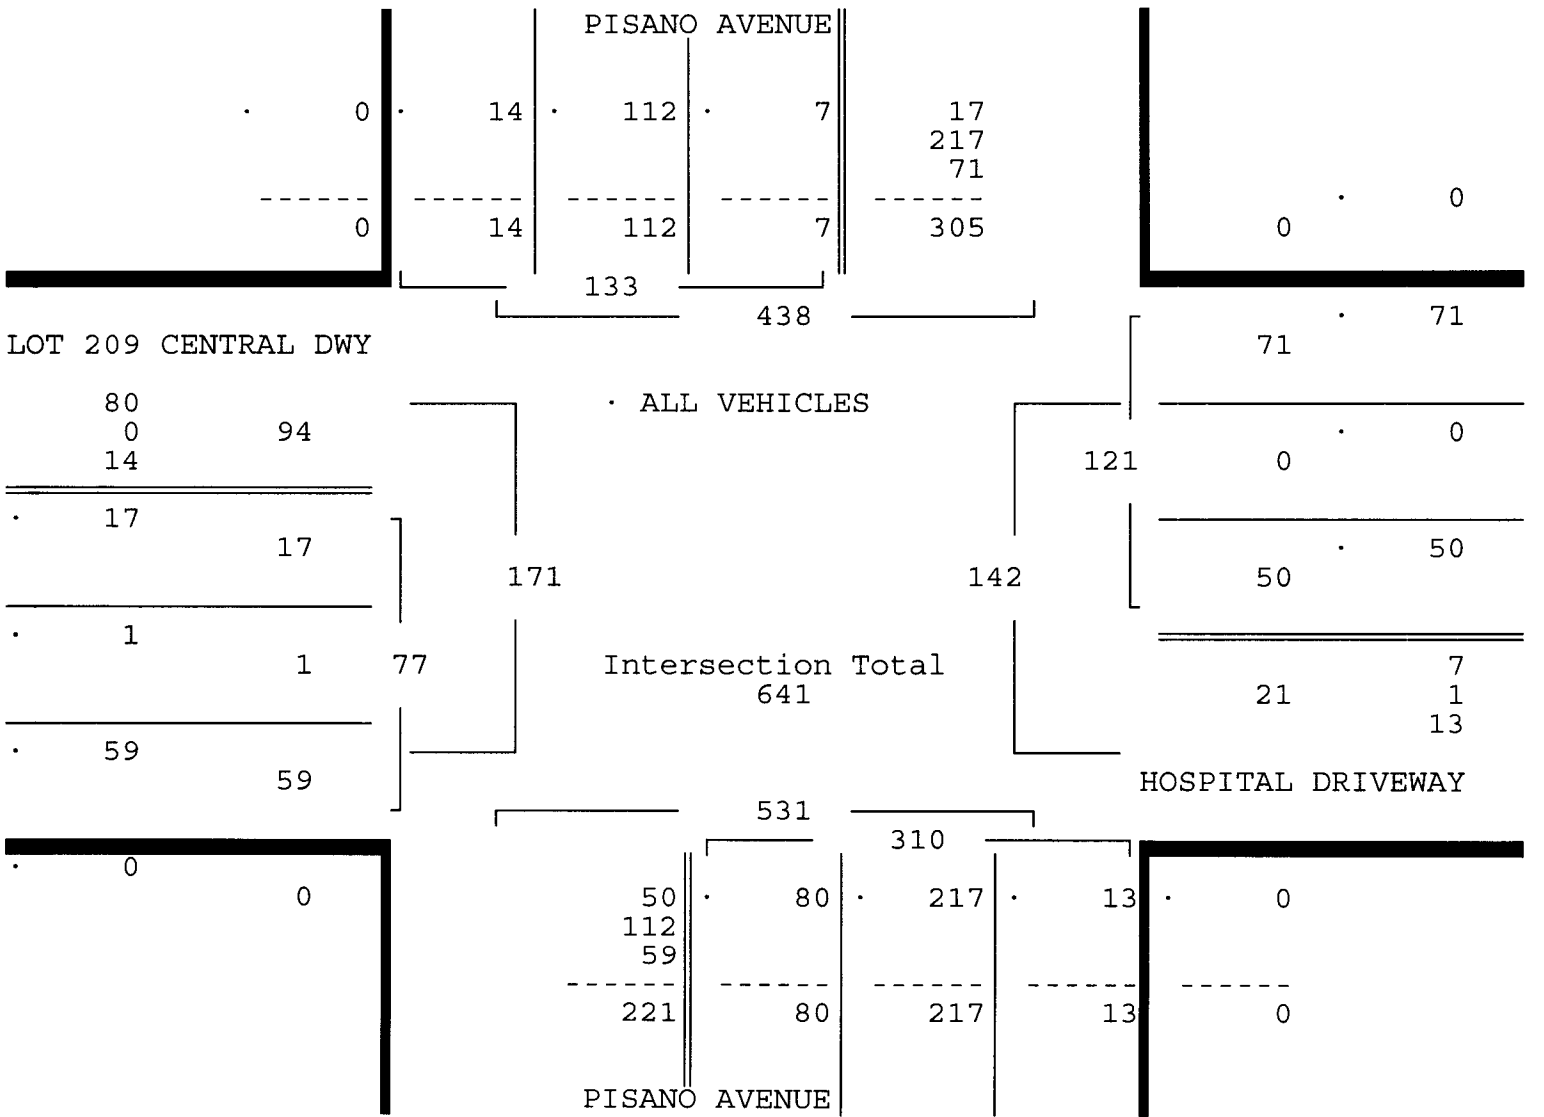 PISANO AVENUE
· 0 · 14 · 112 · 7 17
217
71
· 0
------ ------ ------ ------ ------
0 14 112 7 305 0
133
438 · 71
LOT 209 CENTRAL DWY 71
80 · ALL VEHICLES
0 94 · 0
14 121 0
· 17
17 · 50
171 142 50
· 1
1 77 Intersection Total 7
641 21 1
13
· 59
59 HOSPITAL DRIVEWAY
531
310
· 0
0 50 · 80 · 217 · 13 · 0
112
59
------ ------ ------ ------ ------
221 80 217 13 0
PISANO AVENUE